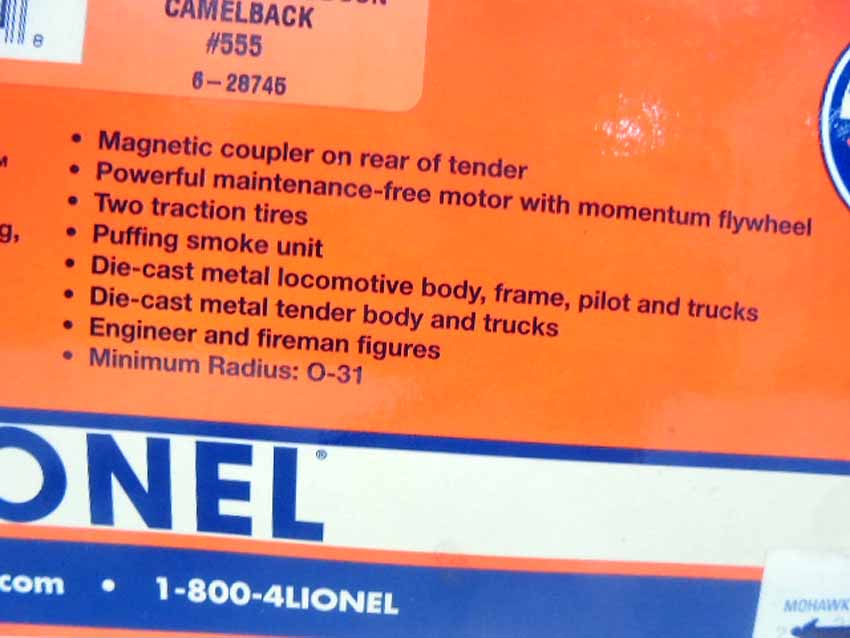 CAMELBACK
#555
8
6-28745
• Magnetic coupler on rear of tender
• Powerful maintenance-free motor with momentum flywheel
• Two traction tires
g,
• Puffing smoke unit
• Die-cast metal locomotive body, frame, pilot and trucks
• Die-cast metal tender body and trucks
• Engineer and fireman figures
• Minimum Radius: O-31
ONEL®
.com • 1-800-4LIONEL
MOHAWK